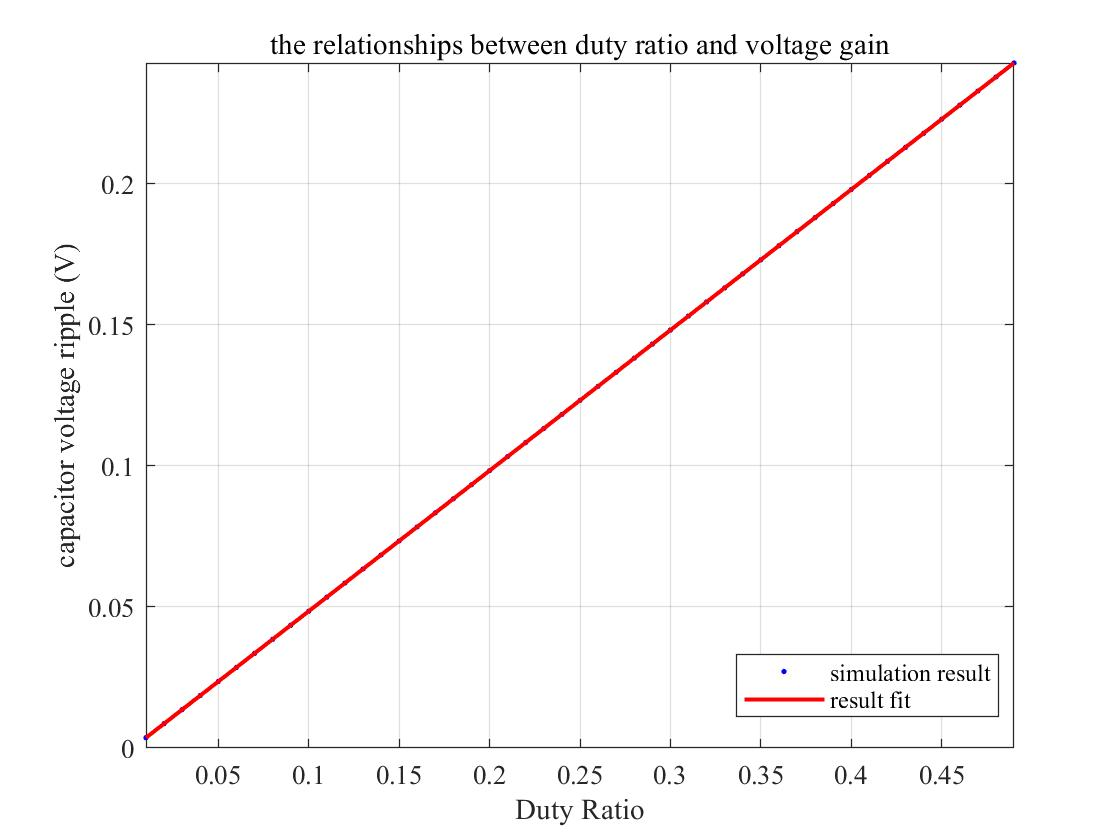 the relationships between duty ratio and voltage gain
capacitor voltage ripple (V)
0.2
0.15
0.1
0.05
0
simulation result
result fit
0.05 0.1 0.15 0.2 0.25 0.3 0.35 0.4 0.45
Duty Ratio